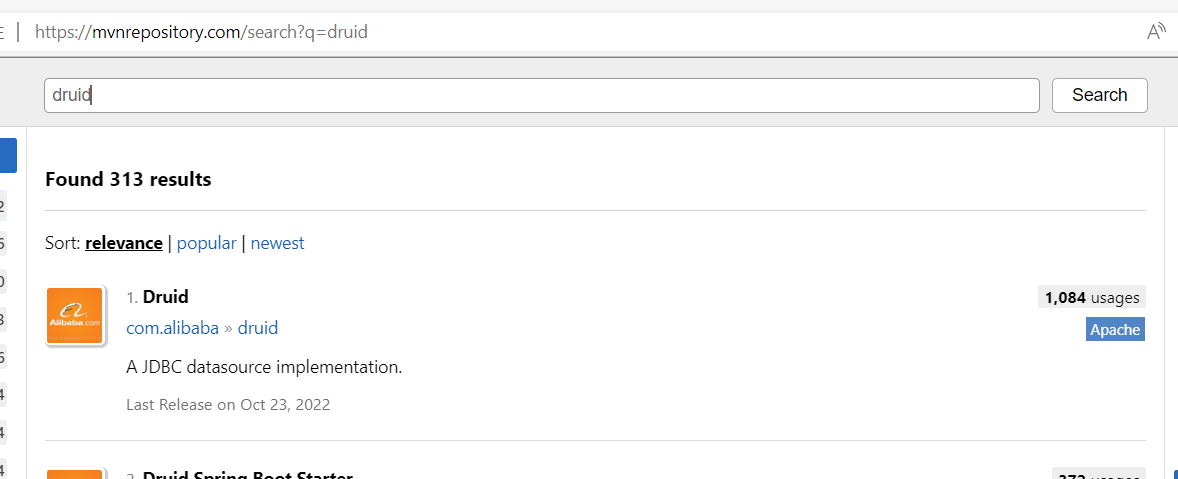 https://mvnrepository.com/search?q=druid
druid
Search
Found 313 results
Sort: relevance | popular | newest
Alibaba.com
1. Druid
1,084 usages
com.alibaba » druid
Apache
A JDBC datasource implementation.
Last Release on Oct 23, 2022
2. Druid Spring Boot Starter
372 usages